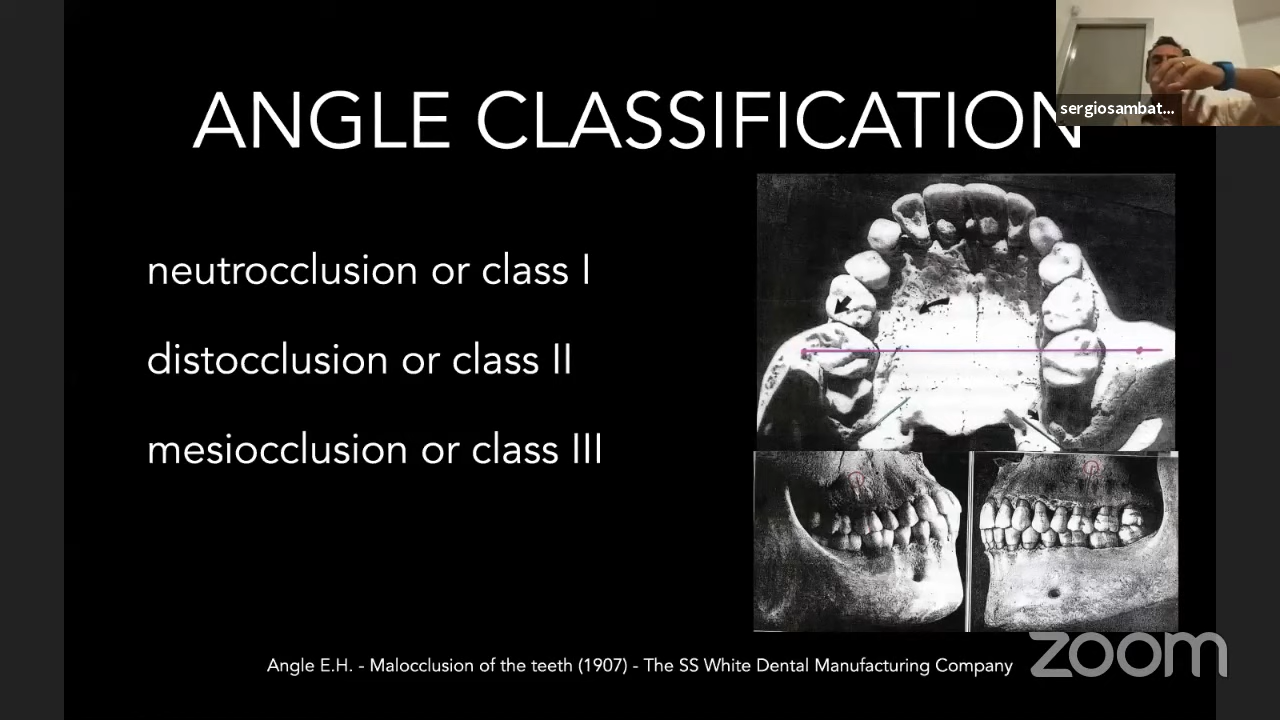 ANGLE CLASSIFICATION
sergiosambat...
neutrocclusion or class I
distocclusion or class II
mesiocclusion or class III
Angle E.H. - Malocclusion of the teeth (1907) - The SS White Dental Manufacturing Company
zoom